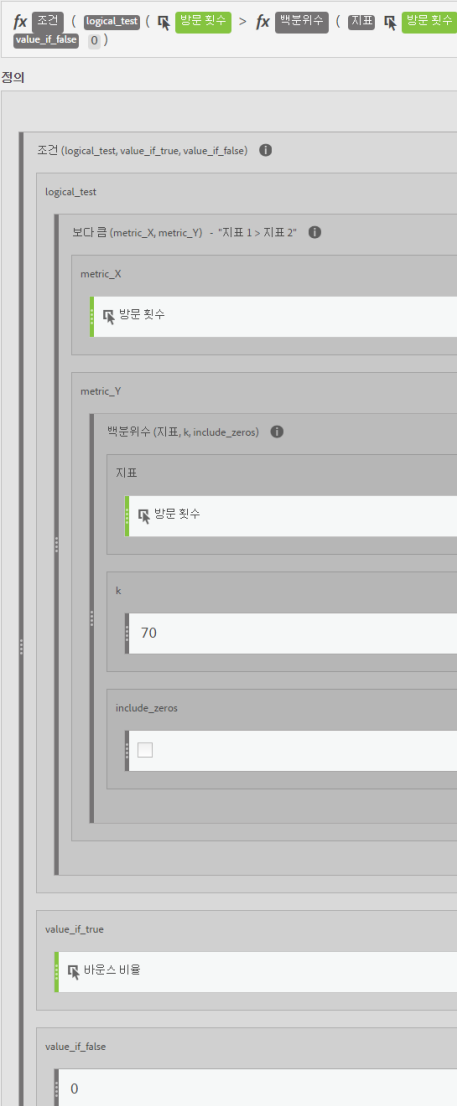 fx 조건 ( logical_test ( 방문 횟수 > fx 백분위수 ( 지표 방문 횟수
value_if_false 0 )
정의
조건 (logical_test, value_if_true, value_if_false)
logical_test
보다 큼 (metric_X, metric_Y) - "지표 1 > 지표 2"
metric_X
방문 횟수
metric_Y
백분위수 (지표, k, include_zeros)
지표
방문 횟수
k
70
include_zeros
value_if_true
바운스 비율
value_if_false
0